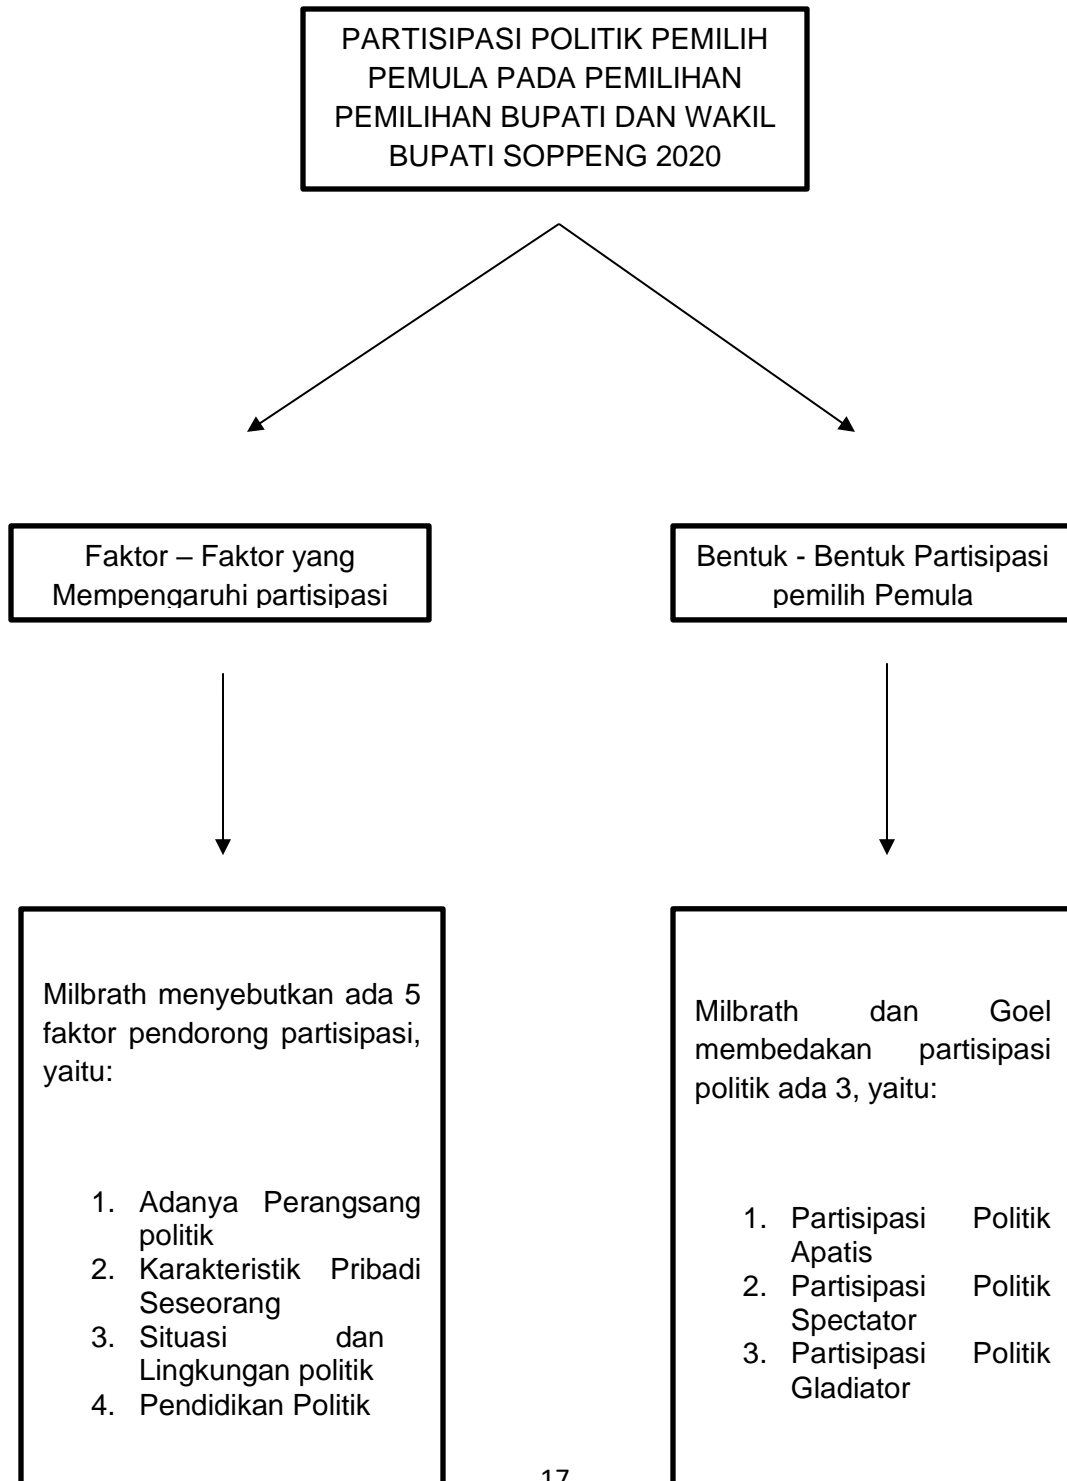 PARTISIPASI POLITIK PEMILIH
PEMULA PADA PEMILIHAN
PEMILIHAN BUPATI DAN WAKIL
BUPATI SOPPENG 2020
Faktor – Faktor yang
Mempengaruhi partisipasi
Bentuk - Bentuk Partisipasi
pemilih Pemula
Milbrath menyebutkan ada 5
faktor pendorong partisipasi,
yaitu:
1. Adanya Perangsang
politik
2. Karakteristik Pribadi
Seseorang
3. Situasi dan
Lingkungan politik
4. Pendidikan Politik
Milbrath dan Goel
membedakan partisipasi
politik ada 3, yaitu:
1. Partisipasi Politik
Apatis
2. Partisipasi Politik
Spectator
3. Partisipasi Politik
Gladiator
17